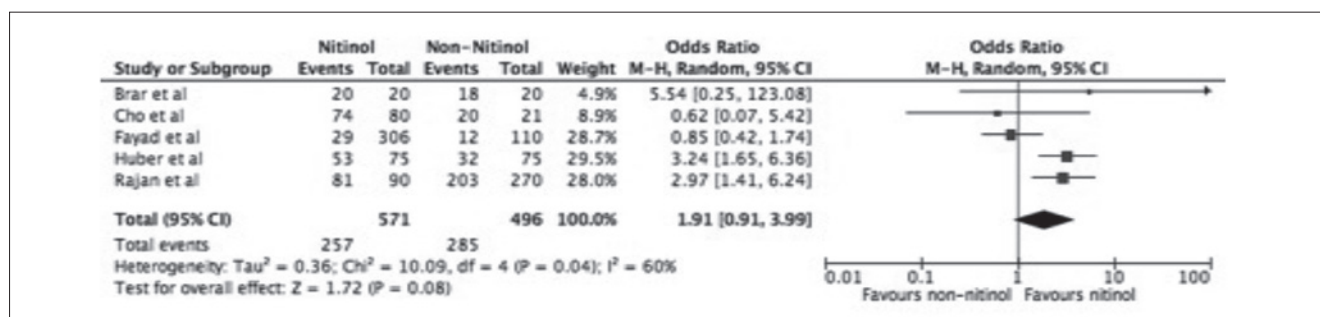 Nitinol Non-Nitinol Odds Ratio Odds Ratio
Study or Subgroup Events Total Events Total Weight M-H, Random, 95% CI M-H, Random, 95% CI
Brar et al 20 20 18 20 4.9% 5.54 [0.25, 123.08]
Cho et al 74 80 20 21 8.9% 0.62 [0.07, 5.42]
Fayad et al 29 306 12 110 28.7% 0.85 [0.42, 1.74]
Huber et al 53 75 32 75 29.5% 3.24 [1.65, 6.36]
Rajan et al 81 90 203 270 28.0% 2.97 [1.41, 6.24]
Total (95% CI) 571 496 100.0% 1.91 [0.91, 3.99]
Total events 257 285
Heterogeneity: Tau² = 0.36; Chi² = 10.09, df = 4 (P = 0.04); I² = 60%
Test for overall effect: Z = 1.72 (P = 0.08)
0.01 0.1 1 10 100
Favours non-nitinol Favours nitinol